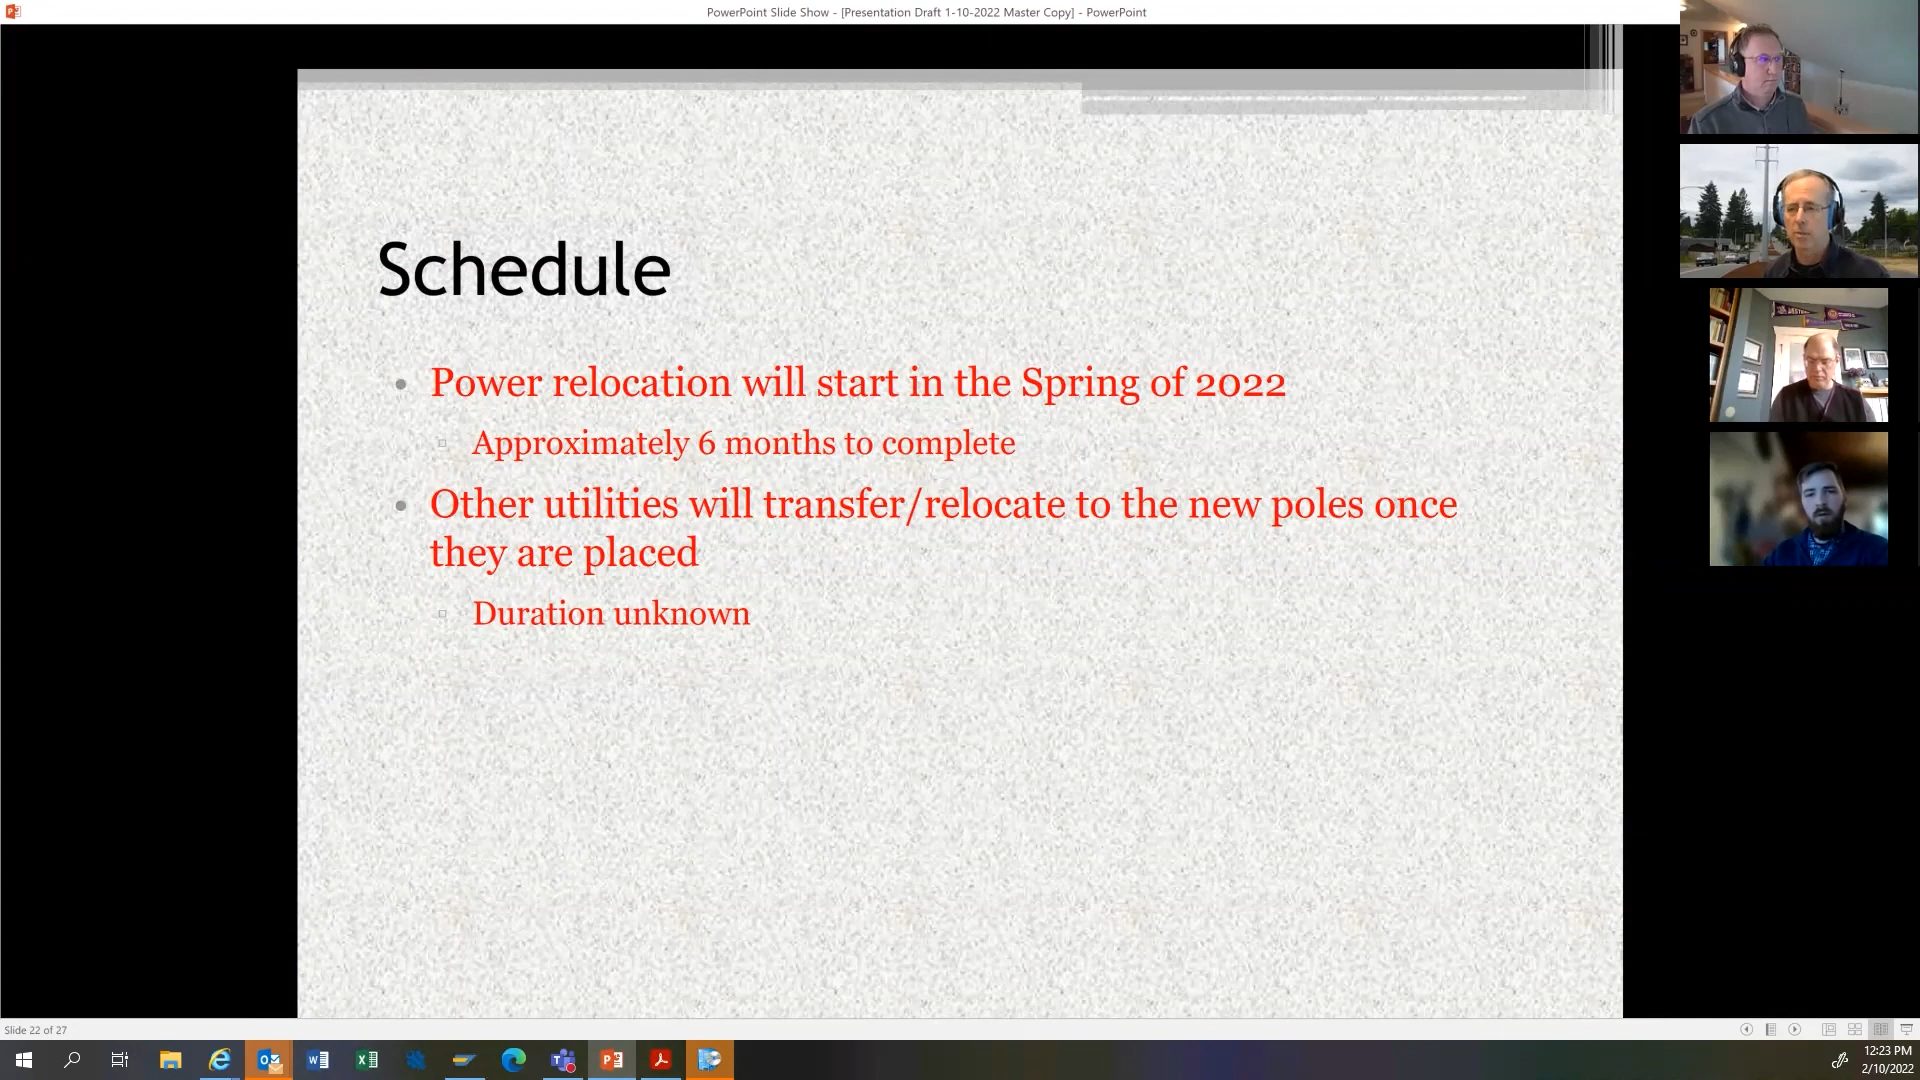 PowerPoint Slide Show - [Presentation Draft 1-10-2022 Master Copy] - PowerPoint
Schedule
Power relocation will start in the Spring of 2022
Approximately 6 months to complete
Other utilities will transfer/relocate to the new poles once
they are placed
Duration unknown
Slide 22 of 27
12:23 PM
2/10/2022